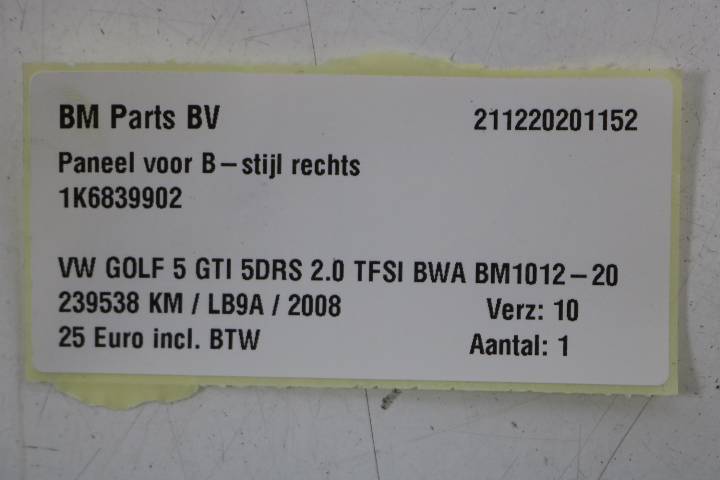 BM Parts BV 211220201152
Paneel voor B-stijl rechts
1K6839902
VW GOLF 5 GTI 5DRS 2.0 TFSI BWA BM1012-20
239538 KM / LB9A / 2008 Verz: 10
25 Euro incl. BTW Aantal: 1